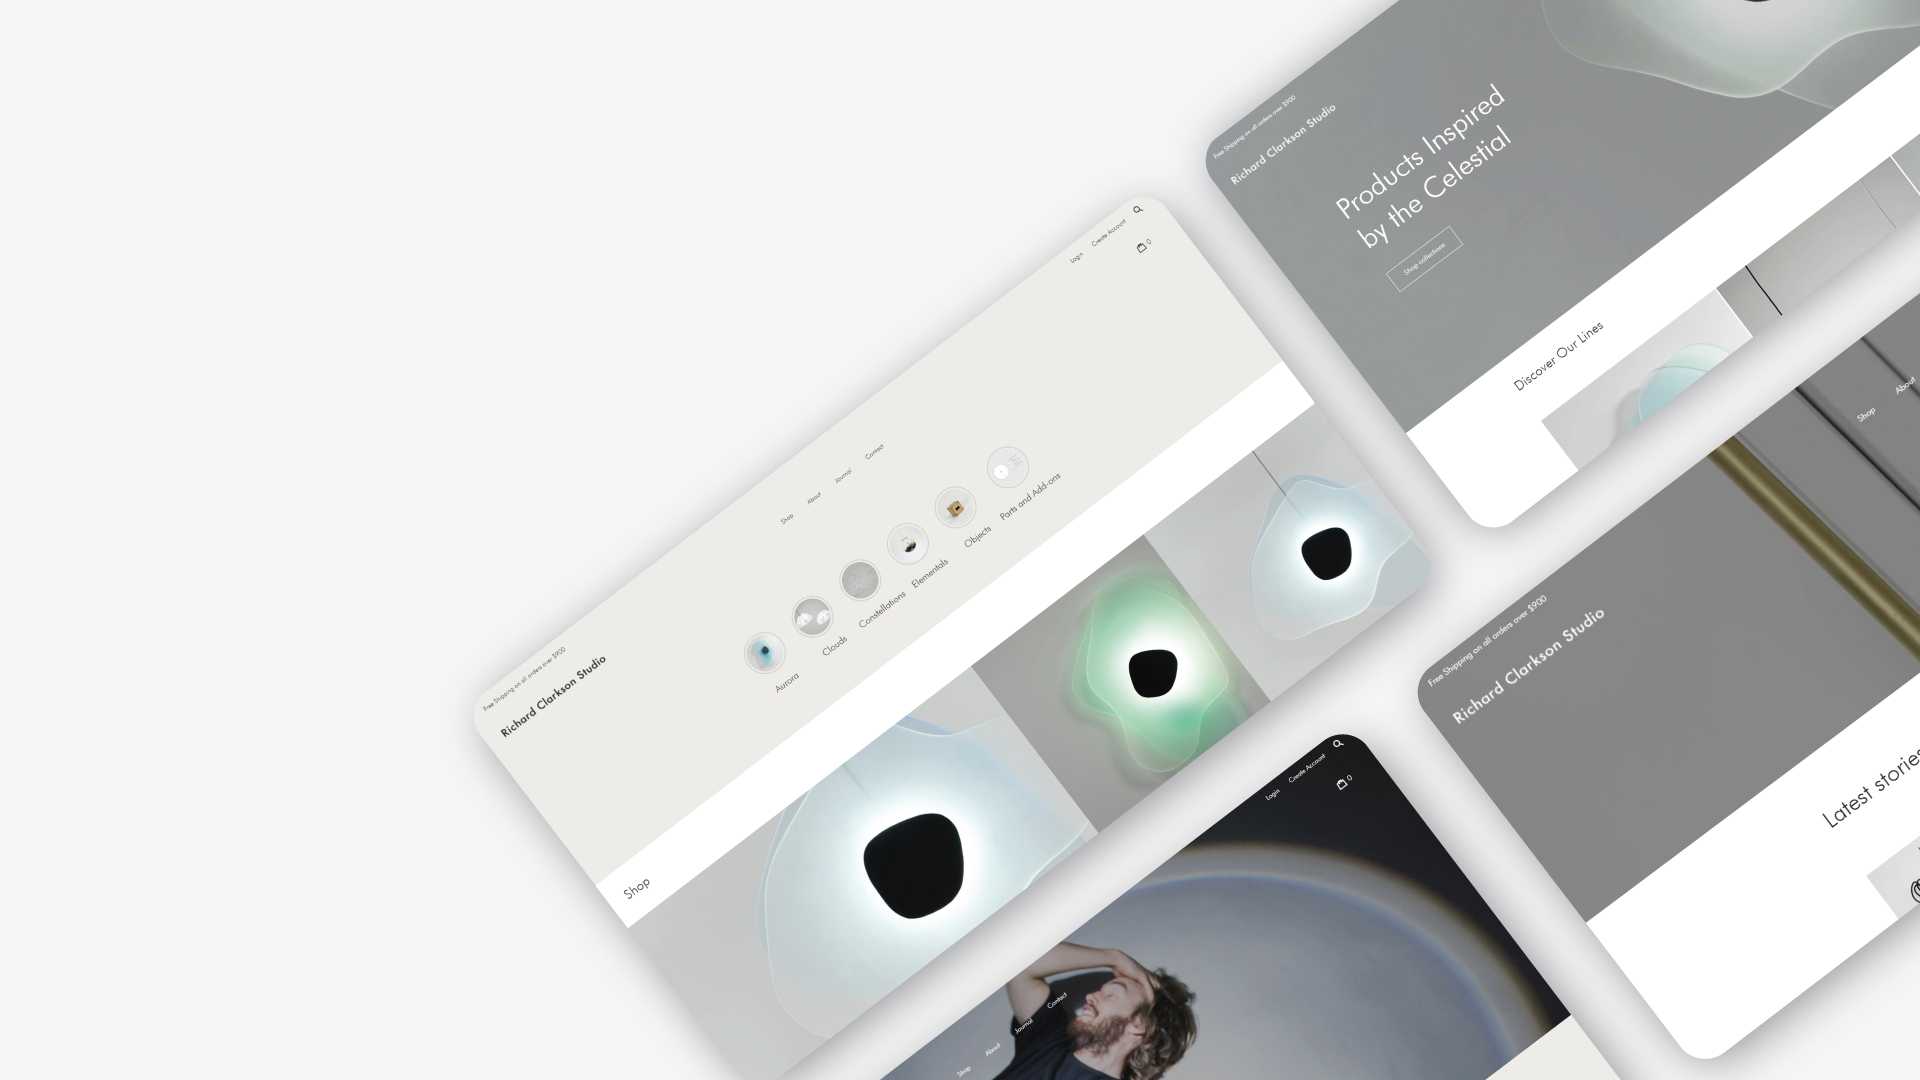 Free Shipping on all orders over $900
Richard Clarkson Studio
Products Inspired
by the Celestial
Shop collections
Discover Our Lines
Login
Create Account
0
Free Shipping on all orders over $900
Richard Clarkson Studio
Shop
About
Journal
Contact
Aurora
Clouds
Constellations
Elementals
Objects
Parts and Add-ons
Shop
Free Shipping on all orders over $900
Richard Clarkson Studio
Shop
About
Latest stories
Login
Create Account
0
Shop
About
Journal
Contact